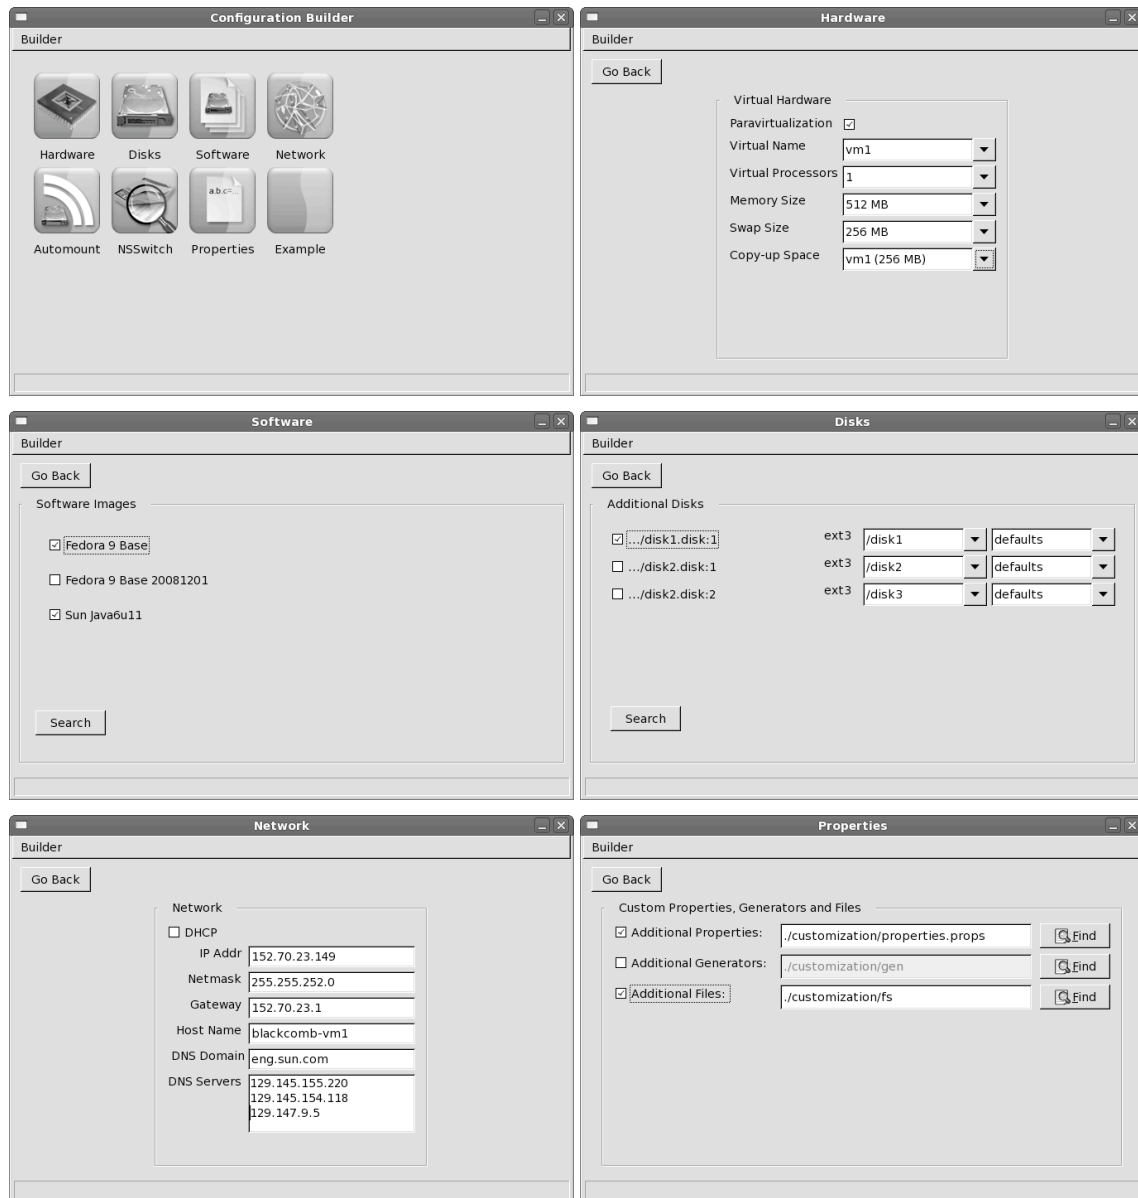 Configuration Builder
Builder
Hardware Disks Software Network
a.b.c=...
Automount NSSwitch Properties Example
Hardware
Builder
Go Back
Virtual Hardware
Paravirtualization
Virtual Name vm1
Virtual Processors 1
Memory Size 512 MB
Swap Size 256 MB
Copy-up Space vm1 (256 MB)
Software
Builder
Go Back
Software Images
Fedora 9 Base
Fedora 9 Base 20081201
Sun Java6u11
Search
Disks
Builder
Go Back
Additional Disks
.../disk1.disk:1 ext3 /disk1 defaults
.../disk2.disk:1 ext3 /disk2 defaults
.../disk2.disk:2 ext3 /disk3 defaults
Search
Network
Builder
Go Back
Network
DHCP
IP Addr 152.70.23.149
Netmask 255.255.252.0
Gateway 152.70.23.1
Host Name blackcomb-vm1
DNS Domain eng.sun.com
DNS Servers 129.145.155.220
129.145.154.118
129.147.9.5
Properties
Builder
Go Back
Custom Properties, Generators and Files
Additional Properties: ./customization/properties.props Find
Additional Generators: ./customization/gen Find
Additional Files: ./customization/fs Find